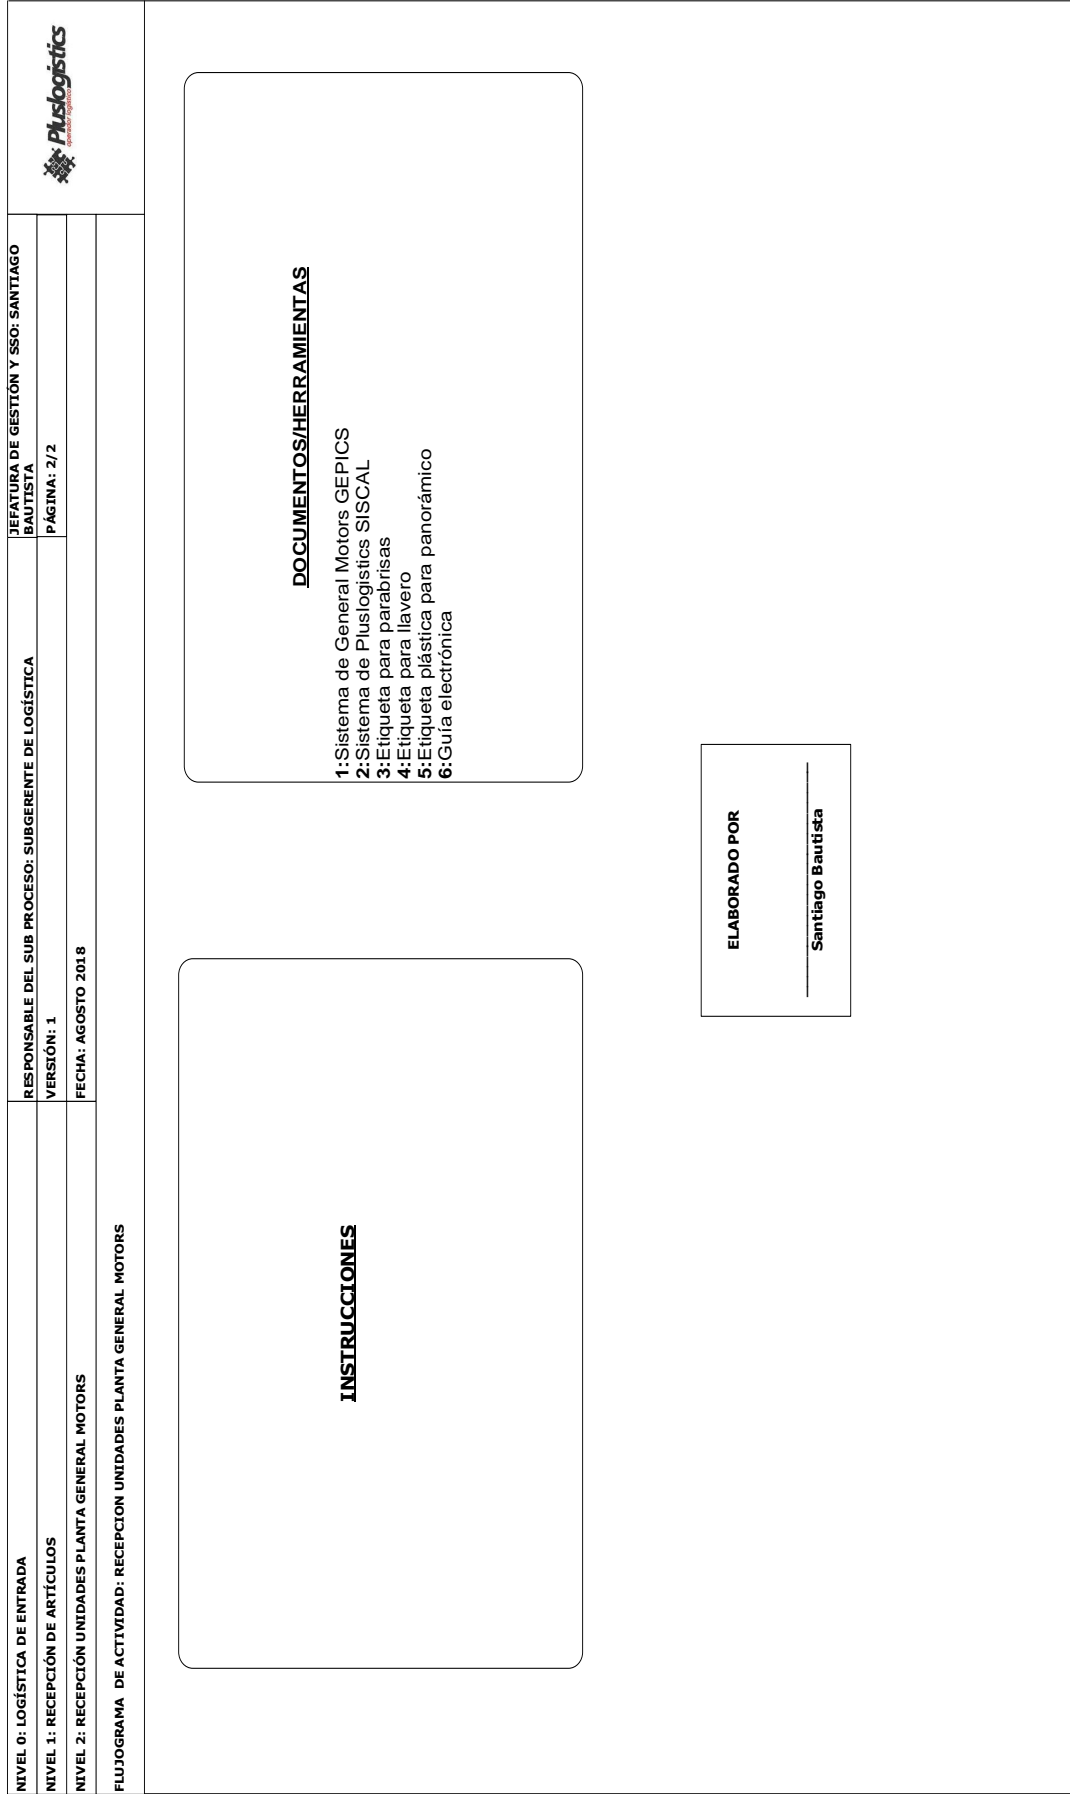 NIVEL 0: LOGÍSTICA DE ENTRADA
RESPONSABLE DEL SUB PROCESO: SUBGERENTE DE LOGÍSTICA
JEFATURA DE GESTIÓN Y SSO: SANTIAGO
BAUTISTA
Pluslogistics
operador logístico
NIVEL 1: RECEPCIÓN DE ARTÍCULOS
VERSIÓN: 1
PÁGINA: 2/2
NIVEL 2: RECEPCIÓN UNIDADES PLANTA GENERAL MOTORS
FECHA: AGOSTO 2018
FLUJOGRAMA DE ACTIVIDAD: RECEPCION UNIDADES PLANTA GENERAL MOTORS
INSTRUCCIONES
DOCUMENTOS/HERRAMIENTAS
1:Sistema de General Motors GEPICS
2:Sistema de Pluslogistics SISCAL
3:Etiqueta para parabrisas
4:Etiqueta para llavero
5:Etiqueta plástica para panorámico
6:Guía electrónica
ELABORADO POR
Santiago Bautista